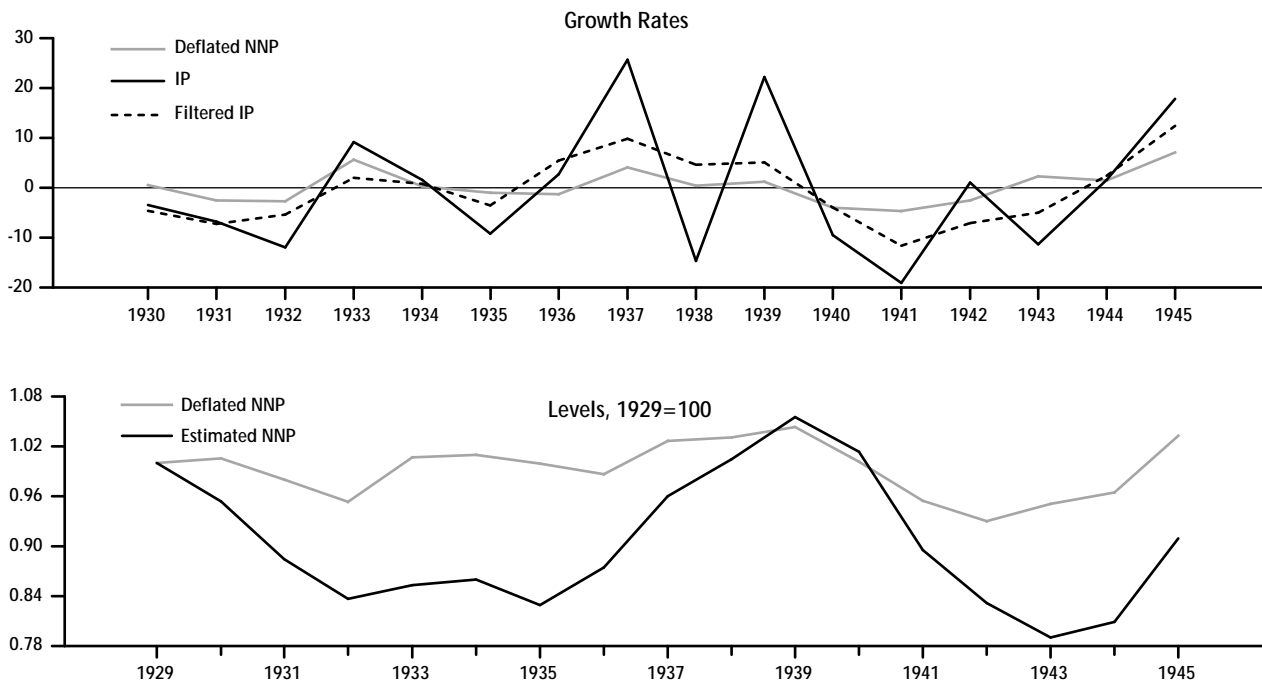 Growth Rates
30
Deflated NNP
20
IP
Filtered IP
10
0
-10
-20
1930 1931 1932 1933 1934 1935 1936 1937 1938 1939 1940 1941 1942 1943 1944 1945
1.08
Deflated NNP
Levels, 1929=100
Estimated NNP
1.02
0.96
0.90
0.84
0.78
1929 1931 1933 1935 1937 1939 1941 1943 1945